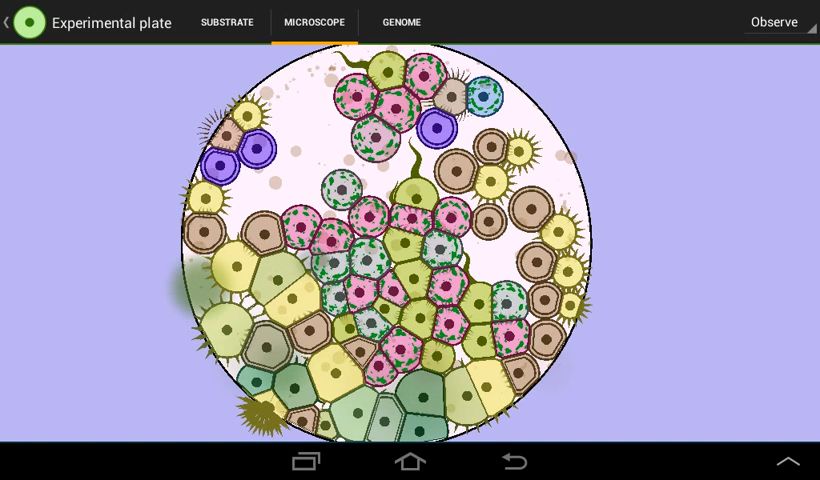 Experimental plate
SUBSTRATE
MICROSCOPE
GENOME
Observe